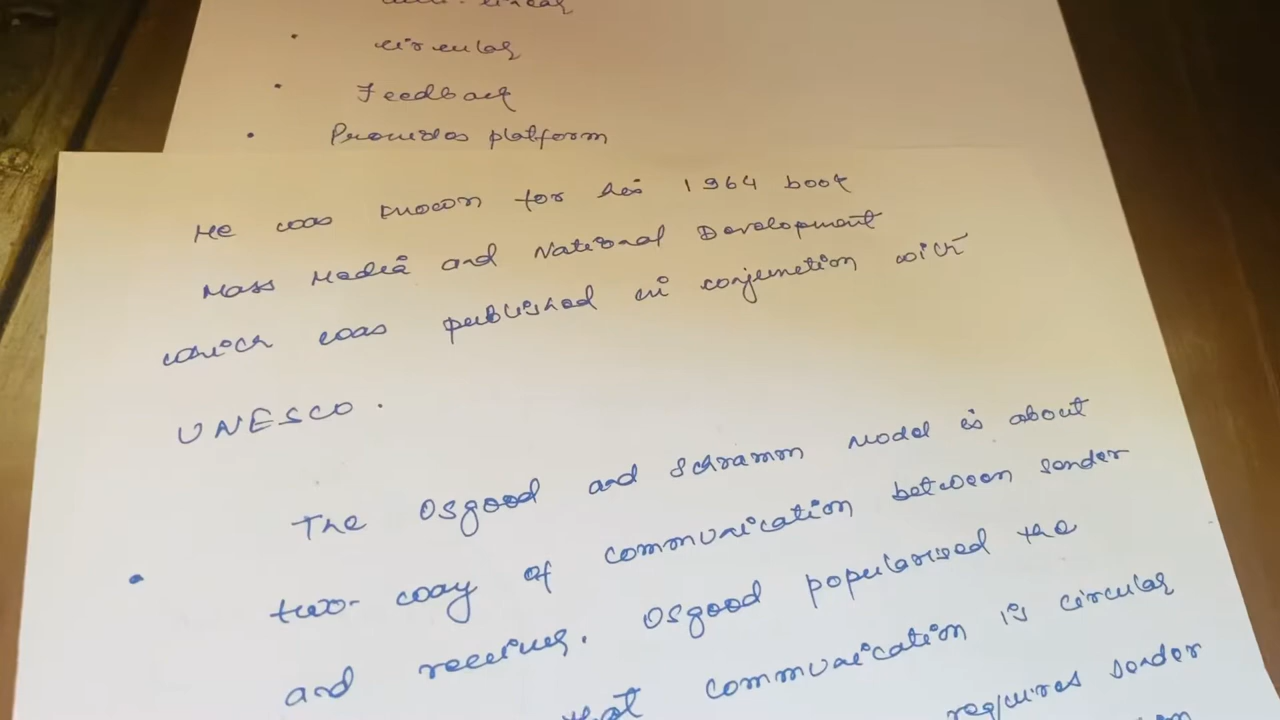 circular
Feedback
Provides platform
He was known for his 1964 book
Mass Media and National Development
which was published in conjunction with
UNESCO.
The Osgood and Schramm Model is about
two-way of communication between sender
and receiver. Osgood popularised the
that communication is circular
requires sender